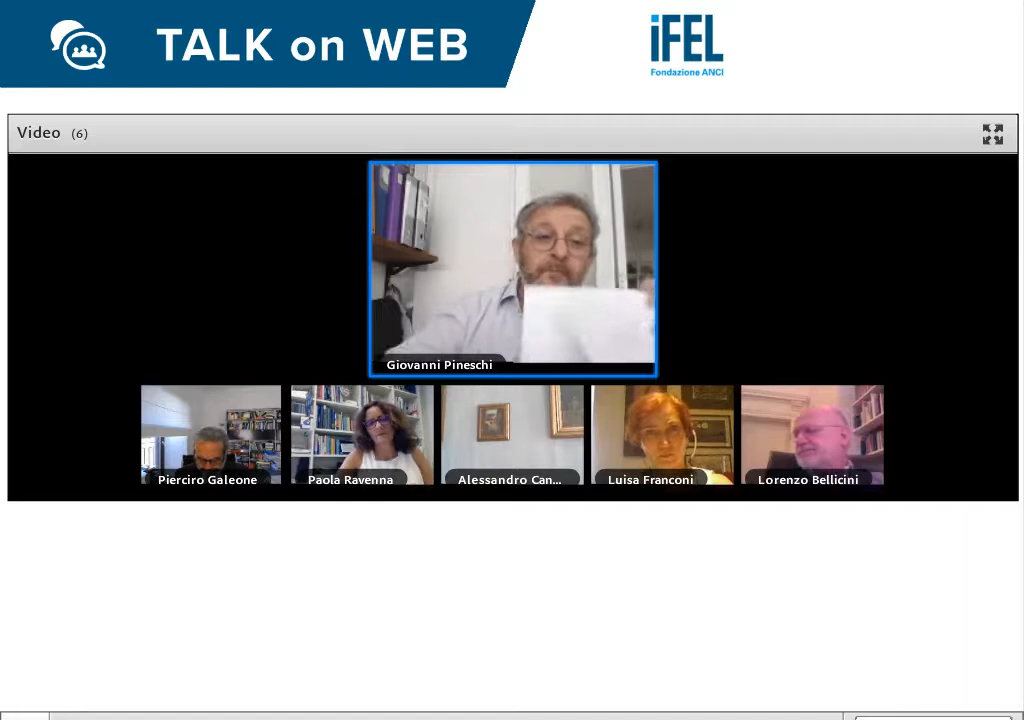 TALK on WEB
iFEL
Fondazione ANCI
Video (6)
Giovanni Pineschi
Pierciro Galeone
Paola Ravenna
Alessandro Can...
Luisa Franconi
Lorenzo Bellicini